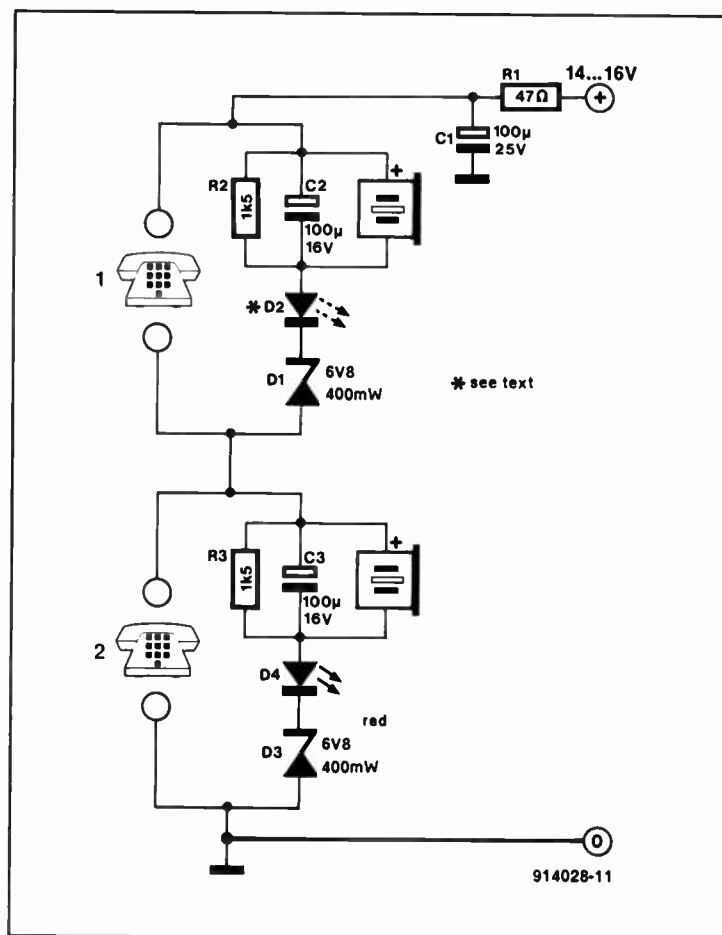 R1
14...16V
47Ω
+
C1
100µ
25V
+
R2
1k5
C2
100µ
16V
1
* D2
D1
6V8
400mW
* see text
+
R3
1k5
C3
100µ
16V
2
D4
red
D3
6V8
400mW
0
914028-11